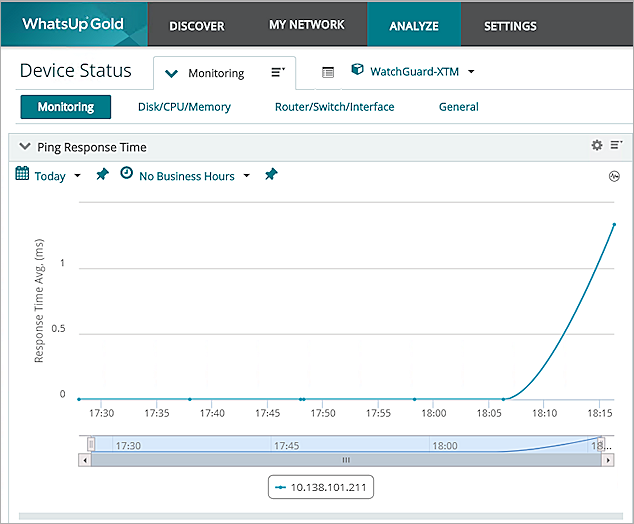 WhatsUp Gold DISCOVER MY NETWORK ANALYZE SETTINGS
Device Status Monitoring WatchGuard-XTM
Monitoring Disk/CPU/Memory Router/Switch/Interface General
Ping Response Time
Today No Business Hours
Response Time Avg. (ms)
1
0.5
0
17:30 17:35 17:40 17:45 17:50 17:55 18:00 18:05 18:10 18:15
17:30 17:45 18:00 18...
10.138.101.211